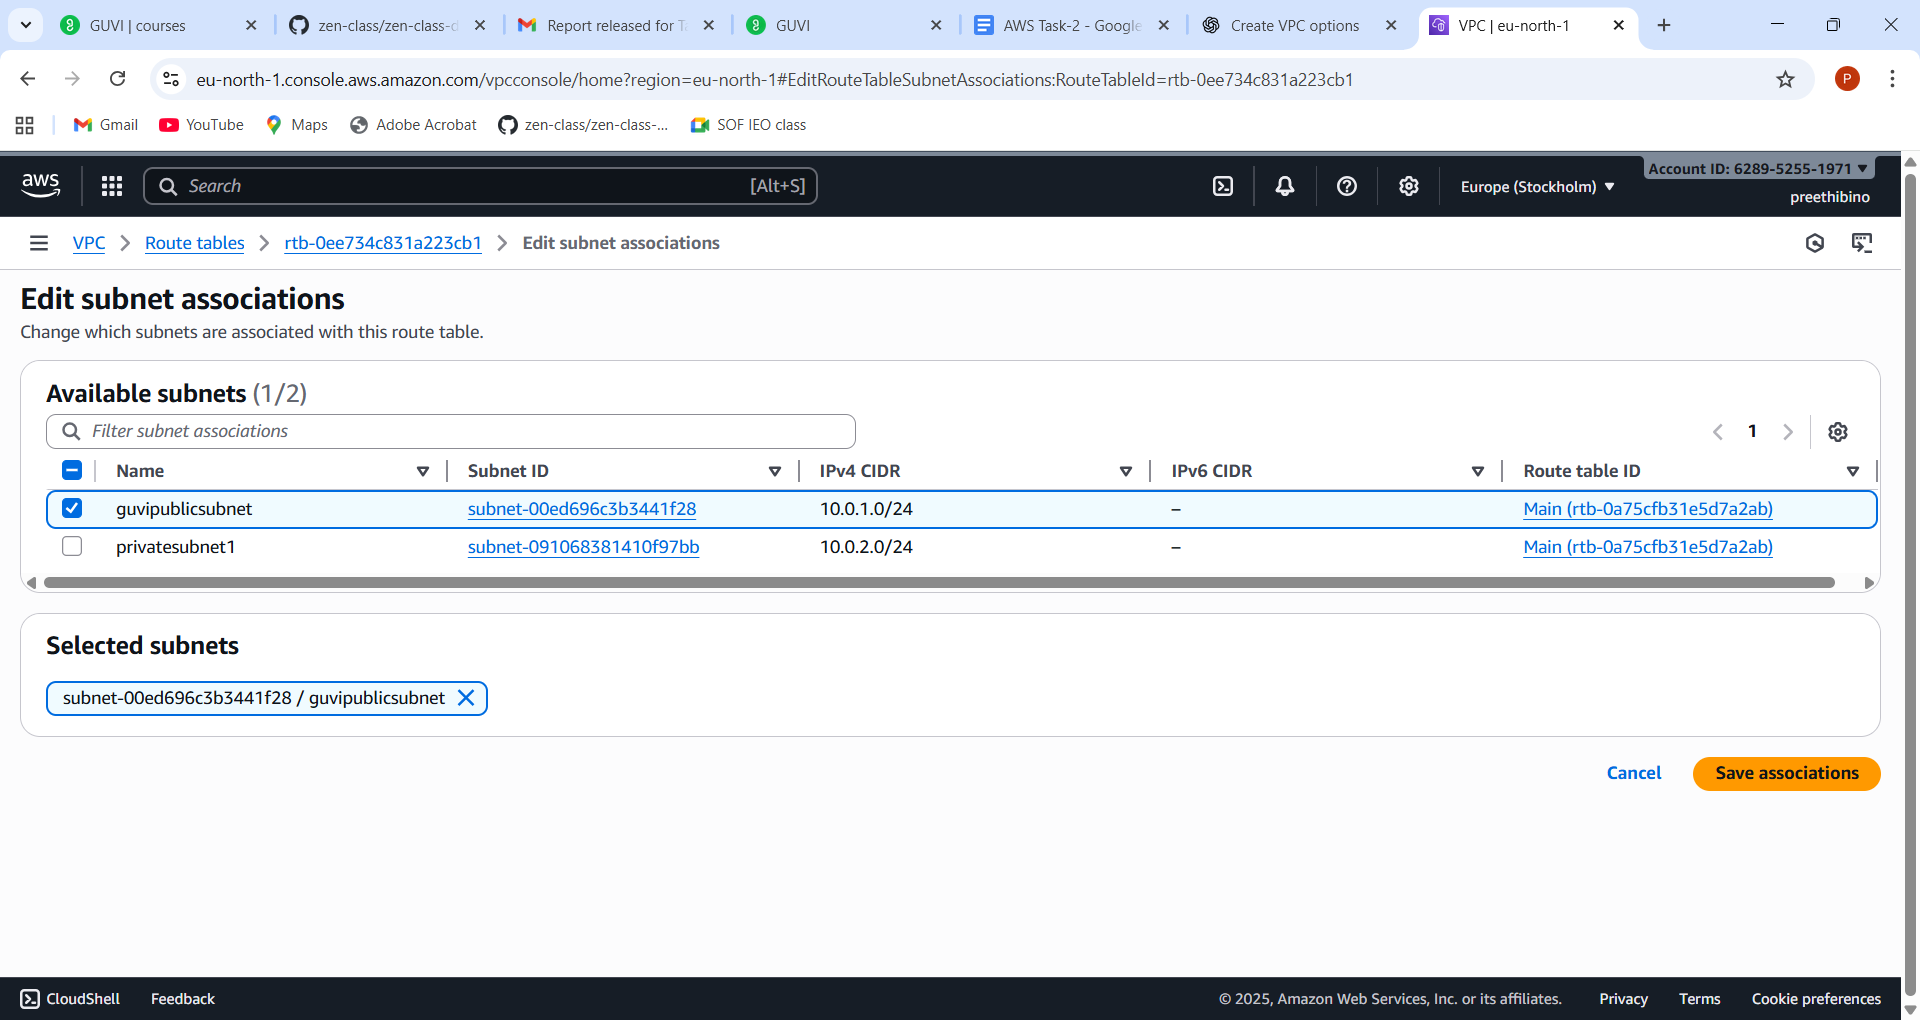 GUVI | courses
zen-class/zen-class-d
Report released for Ta
GUVI
AWS Task-2 - Google
Create VPC options
VPC | eu-north-1
eu-north-1.console.aws.amazon.com/vpcconsole/home?region=eu-north-1#EditRouteTableSubnetAssociations:RouteTableId=rtb-0ee734c831a223cb1
P
Gmail
YouTube
Maps
Adobe Acrobat
zen-class/zen-class-...
SOF IEO class
aws
Search
[Alt+S]
Europe (Stockholm)
Account ID: 6289-5255-1971
preethibino
VPC
Route tables
rtb-0ee734c831a223cb1
Edit subnet associations
Edit subnet associations
Change which subnets are associated with this route table.
Available subnets (1/2)
Filter subnet associations
1
Name
Subnet ID
IPv4 CIDR
IPv6 CIDR
Route table ID
guvipublicsubnet
subnet-00ed696c3b3441f28
10.0.1.0/24
–
Main (rtb-0a75cfb31e5d7a2ab)
privatesubnet1
subnet-091068381410f97bb
10.0.2.0/24
–
Main (rtb-0a75cfb31e5d7a2ab)
Selected subnets
subnet-00ed696c3b3441f28 / guvipublicsubnet
Cancel
Save associations
CloudShell
Feedback
© 2025, Amazon Web Services, Inc. or its affiliates.
Privacy
Terms
Cookie preferences